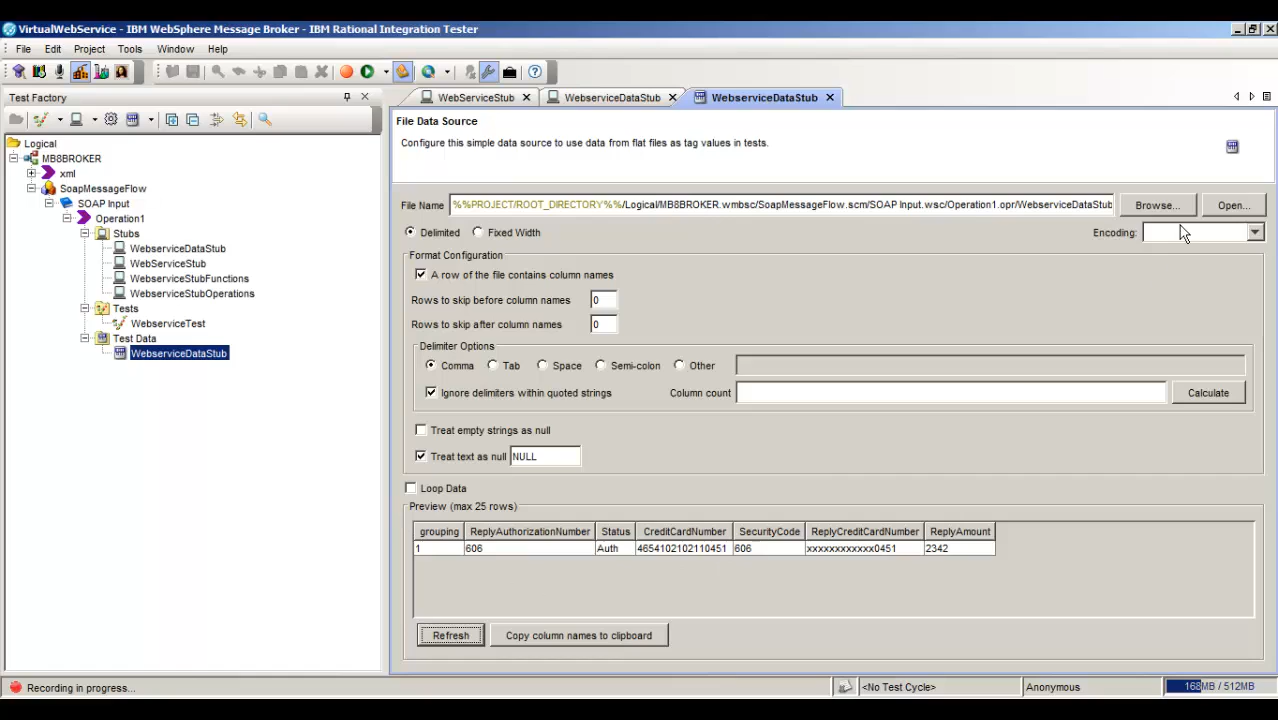 VirtualWebService - IBM WebSphere Message Broker - IBM Rational Integration Tester
File Edit Project Tools Window Help
Test Factory
WebServiceStub WebserviceDataStub WebserviceDataStub
File Data Source
Configure this simple data source to use data from flat files as tag values in tests.
Logical
MB8BROKER
xml
SoapMessageFlow
SOAP Input
Operation1
Stubs
WebserviceDataStub
WebserviceStub
WebserviceStubFunctions
WebserviceStubOperations
Tests
WebserviceTest
Test Data
WebserviceDataStub
File Name %%PROJECT/ROOT_DIRECTORY%%/Logical/MB8BROKER.wmbsc/SoapMessageFlow.scm/SOAP Input.wsc/Operation1.opr/WebserviceDataStub Browse... Open...
Delimited Fixed Width Encoding:
Format Configuration
A row of the file contains column names
Rows to skip before column names 0
Rows to skip after column names 0
Delimiter Options
Comma Tab Space Semi-colon Other
Ignore delimiters within quoted strings Column count Calculate
Treat empty strings as null
Treat text as null NULL
Loop Data
Preview (max 25 rows)
grouping ReplyAuthorizationNumber Status CreditCardNumber SecurityCode ReplyCreditCardNumber ReplyAmount
1 606 Auth 4654102102110451 606 xxxxxxxxxxxx0451 2342
Refresh Copy column names to clipboard
Recording in progress... <No Test Cycle> Anonymous 168MB / 512MB